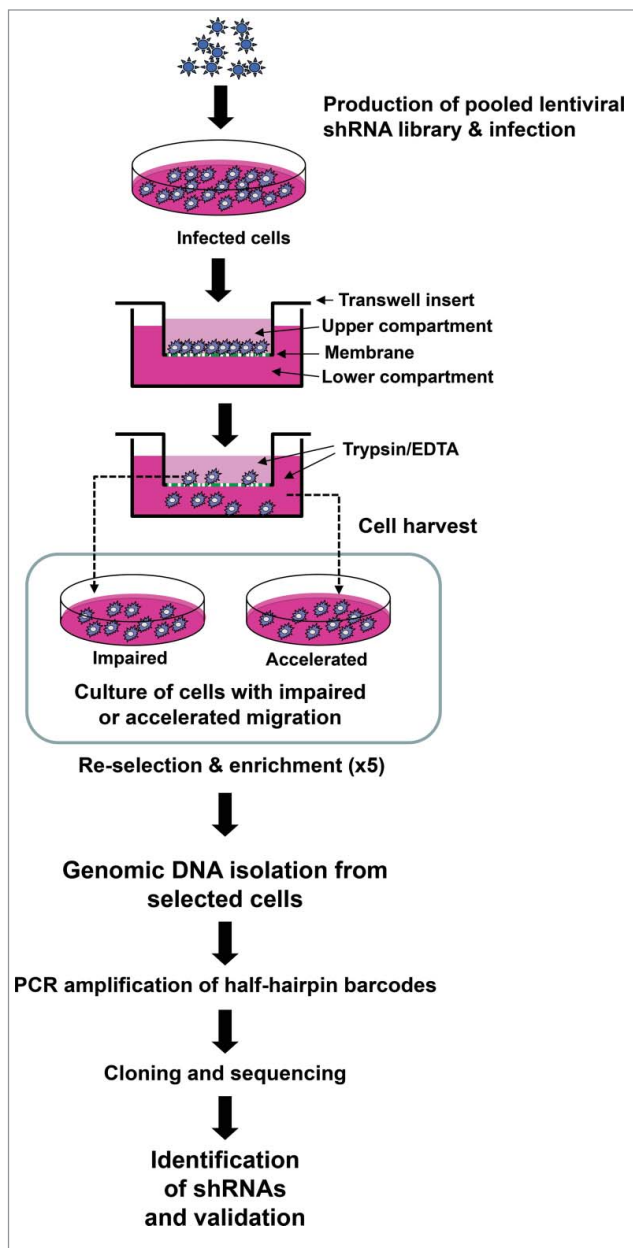 Production of pooled lentiviral
shRNA library & infection
Infected cells
Transwell insert
Upper compartment
Membrane
Lower compartment
Trypsin/EDTA
Cell harvest
Impaired
Accelerated
Culture of cells with impaired
or accelerated migration
Re-selection & enrichment (x5)
Genomic DNA isolation from
selected cells
PCR amplification of half-hairpin barcodes
Cloning and sequencing
Identification
of shRNAs
and validation